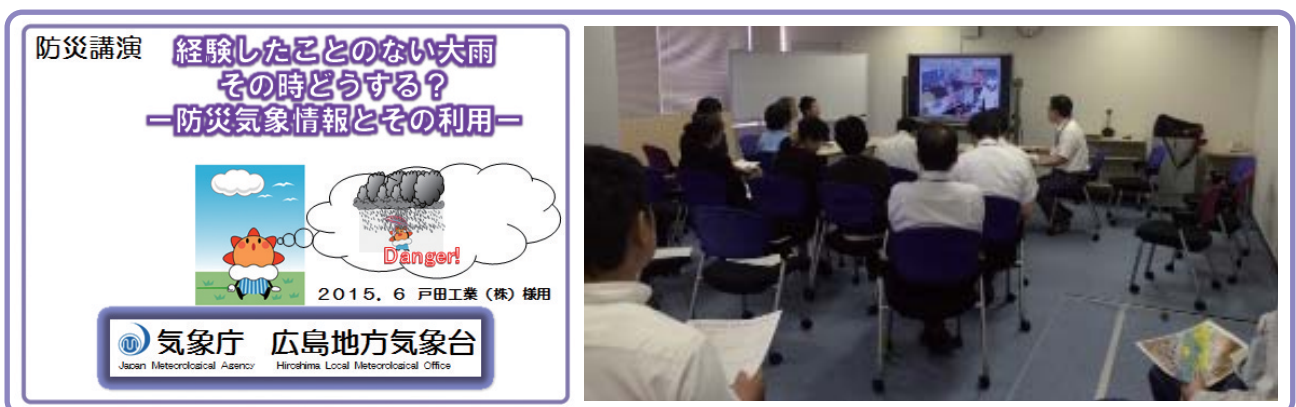 防災講演
経験したことのない大雨
その時どうする？
ー防災気象情報とその利用ー
Danger!
２０１５．６ 戸田工業（株）様用
気象庁 広島地方気象台
Japan Meteorological Agency Hiroshima Local Meteorological Office